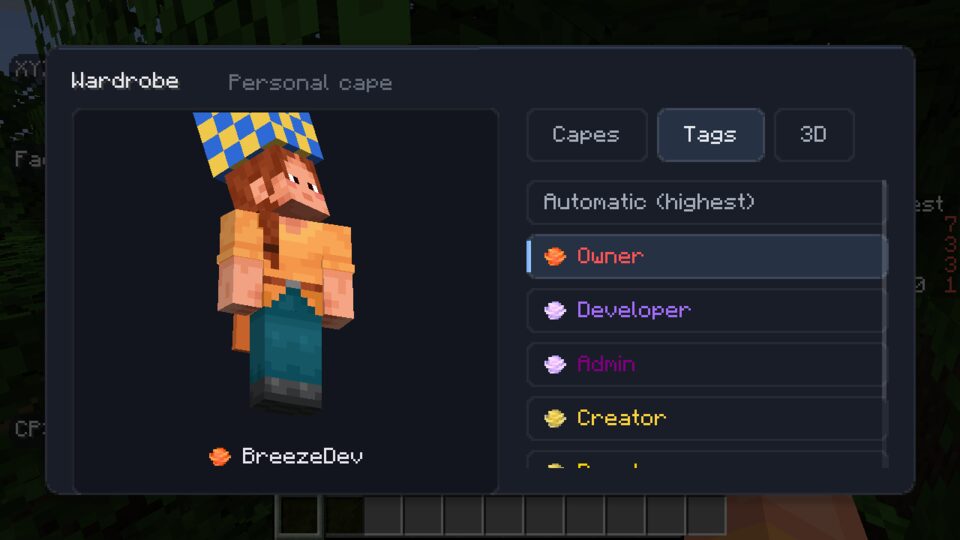 Wardrobe
Personal cape
Capes
Tags
3D
Automatic (highest)
Owner
Developer
Admin
Creator
BreezeDev